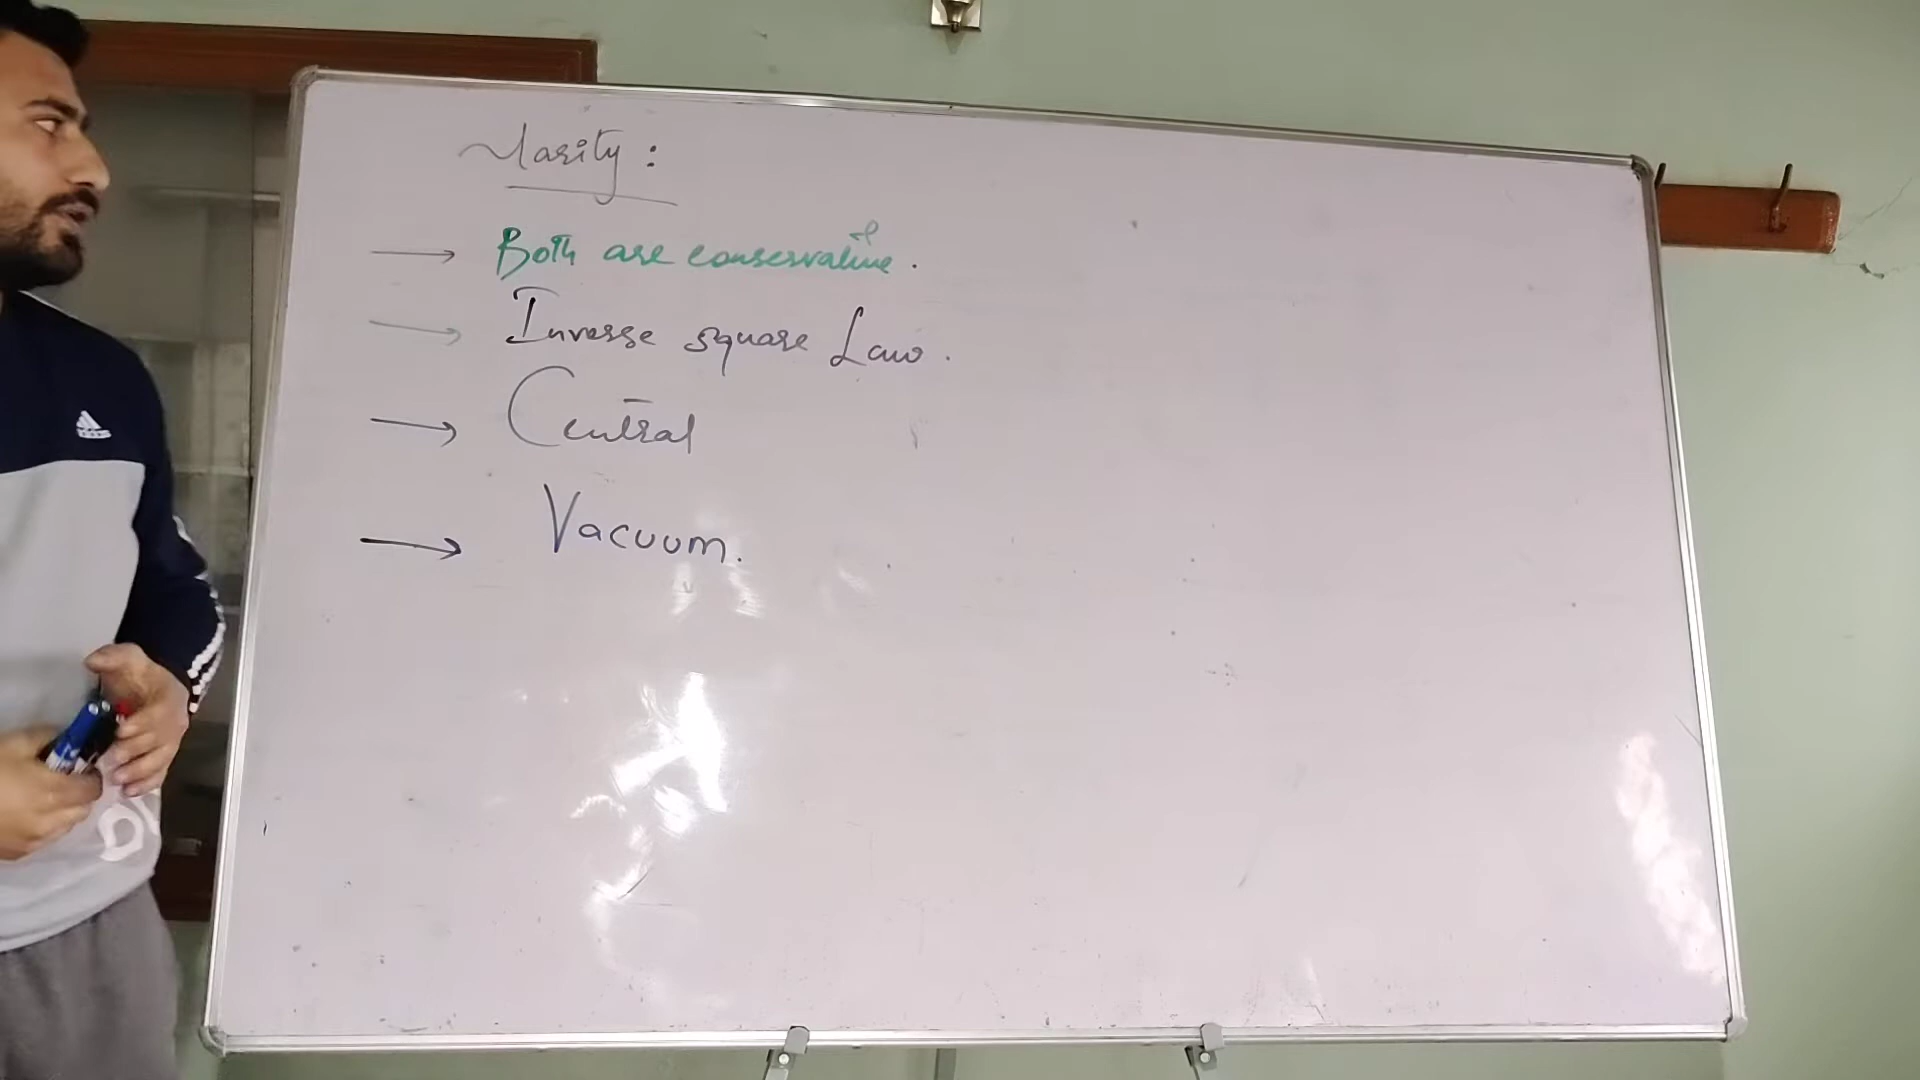 larity :
→ Both are conservative.
→ Inverse square Law.
→ Central
→ Vacuum.